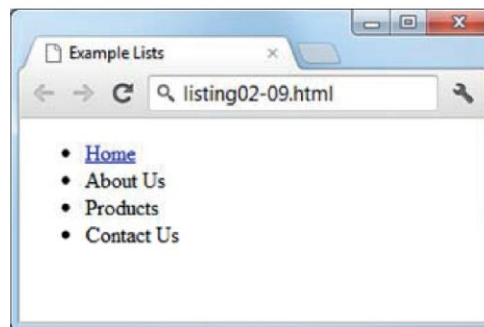 Example Lists
listing02-09.html
Home
About Us
Products
Contact Us